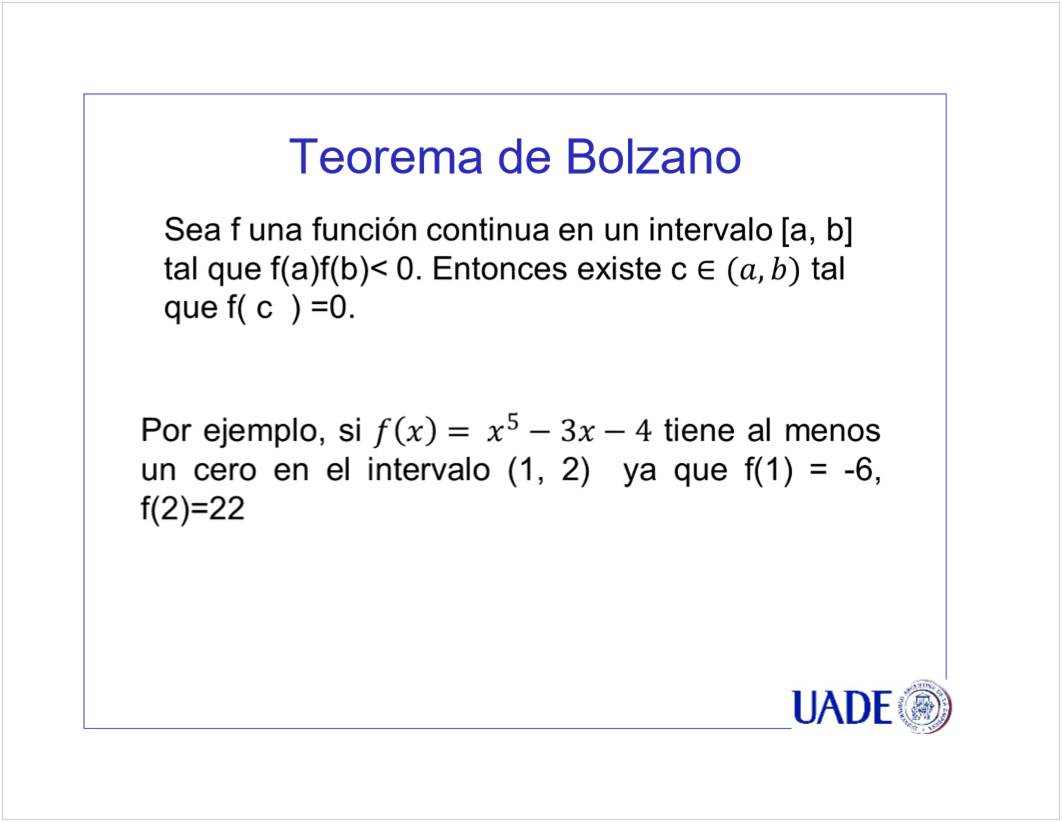 Teorema de Bolzano
Sea f una función continua en un intervalo [a, b]
tal que f(a)f(b)< 0. Entonces existe c ∈ (a, b) tal
que f( c  ) =0.
Por ejemplo, si f(x) = x⁵ − 3x − 4 tiene al menos
un cero en el intervalo (1, 2)  ya que f(1) = -6,
f(2)=22
UADE